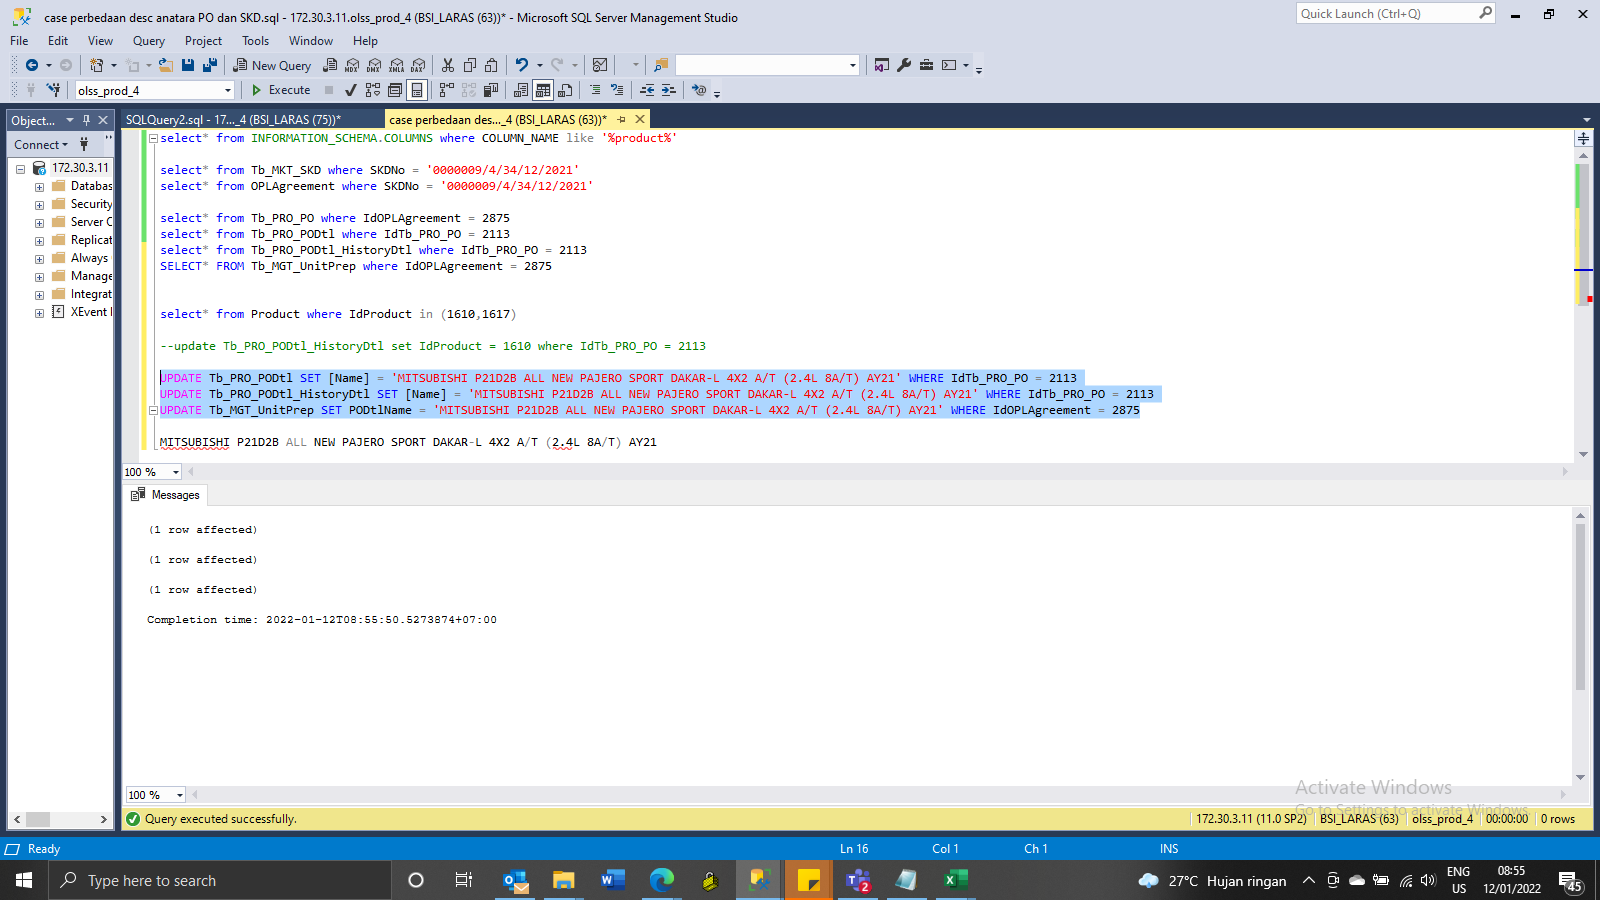 case perbedaan desc anatara PO dan SKD.sql - 172.30.3.11.olss_prod_4 (BSI_LARAS (63))* - Microsoft SQL Server Management Studio
Quick Launch (Ctrl+Q)
File Edit View Query Project Tools Window Help
New Query
MDX DMX XMLA DAX
olss_prod_4
Execute
Object...
SQLQuery2.sql - 17..._4 (BSI_LARAS (75))*
case perbedaan des..._4 (BSI_LARAS (63))*
Connect
172.30.3.11
Databas
Security
Server C
Replicat
Always
Manage
Integrat
XEvent
select* from INFORMATION_SCHEMA.COLUMNS where COLUMN_NAME like '%product%'
select* from Tb_MKT_SKD where SKDNo = '0000009/4/34/12/2021'
select* from OPLAgreement where SKDNo = '0000009/4/34/12/2021'
select* from Tb_PRO_PO where IdOPLAgreement = 2875
select* from Tb_PRO_PODtl where IdTb_PRO_PO = 2113
select* from Tb_PRO_PODtl_HistoryDtl where IdTb_PRO_PO = 2113
SELECT* FROM Tb_MGT_UnitPrep where IdOPLAgreement = 2875
select* from Product where IdProduct in (1610,1617)
--update Tb_PRO_PODtl_HistoryDtl set IdProduct = 1610 where IdTb_PRO_PO = 2113
UPDATE Tb_PRO_PODtl SET [Name] = 'MITSUBISHI P21D2B ALL NEW PAJERO SPORT DAKAR-L 4X2 A/T (2.4L 8A/T) AY21' WHERE IdTb_PRO_PO = 2113
UPDATE Tb_PRO_PODtl_HistoryDtl SET [Name] = 'MITSUBISHI P21D2B ALL NEW PAJERO SPORT DAKAR-L 4X2 A/T (2.4L 8A/T) AY21' WHERE IdTb_PRO_PO = 2113
UPDATE Tb_MGT_UnitPrep SET PODtlName = 'MITSUBISHI P21D2B ALL NEW PAJERO SPORT DAKAR-L 4X2 A/T (2.4L 8A/T) AY21' WHERE IdOPLAgreement = 2875
MITSUBISHI P21D2B ALL NEW PAJERO SPORT DAKAR-L 4X2 A/T (2.4L 8A/T) AY21
100 %
Messages
(1 row affected)
(1 row affected)
(1 row affected)
Completion time: 2022-01-12T08:55:50.5273874+07:00
100 %
Activate Windows
Go to Settings to activate Windows.
Query executed successfully.
172.30.3.11 (11.0 SP2) BSI_LARAS (63) olss_prod_4 00:00:00 0 rows
Ready
Ln 16 Col 1 Ch 1 INS
Type here to search
2
27°C Hujan ringan
ENG
US
08:55
12/01/2022
45